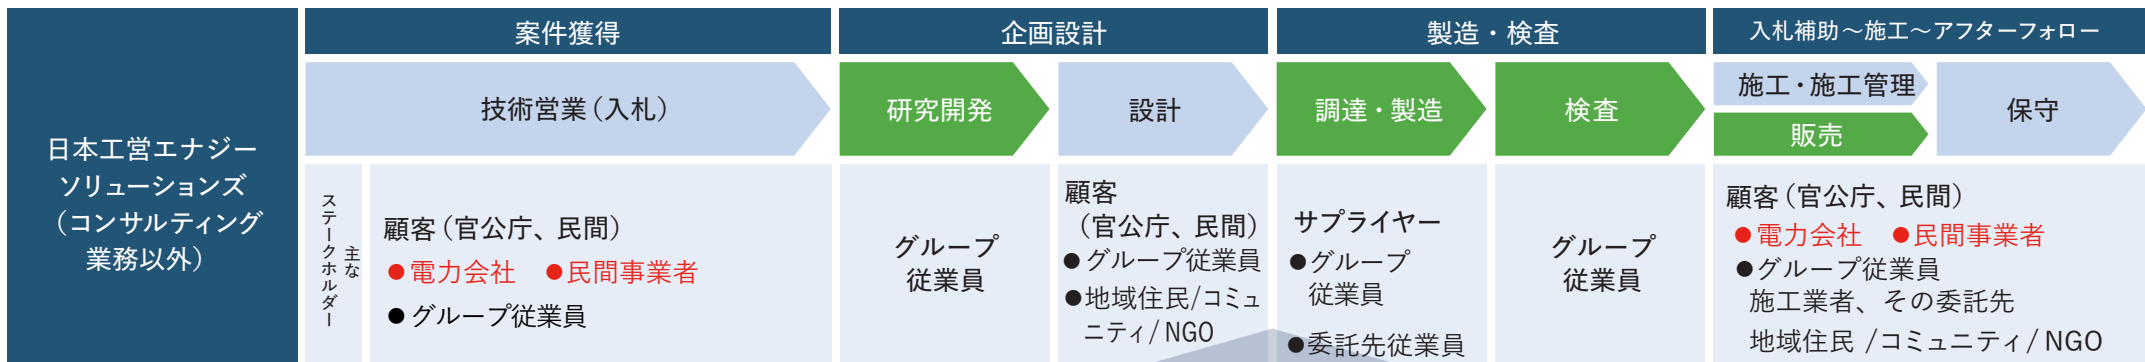 日本工営エナジー
ソリューションズ
（コンサルティング
業務以外）
案件獲得
企画設計
製造・検査
入札補助～施工～アフターフォロー
技術営業（入札）
研究開発
設計
調達・製造
検査
施工・施工管理
販売
保守
主な
ステークホルダー
顧客（官公庁、民間）
●電力会社 ●民間事業者
●グループ従業員
グループ
従業員
顧客
（官公庁、民間）
●グループ従業員
●地域住民/コミュ
ニティ/NGO
サプライヤー
●グループ
従業員
●委託先従業員
グループ
従業員
顧客（官公庁、民間）
●電力会社 ●民間事業者
●グループ従業員
施工業者、その委託先
地域住民 /コミュニティ/NGO